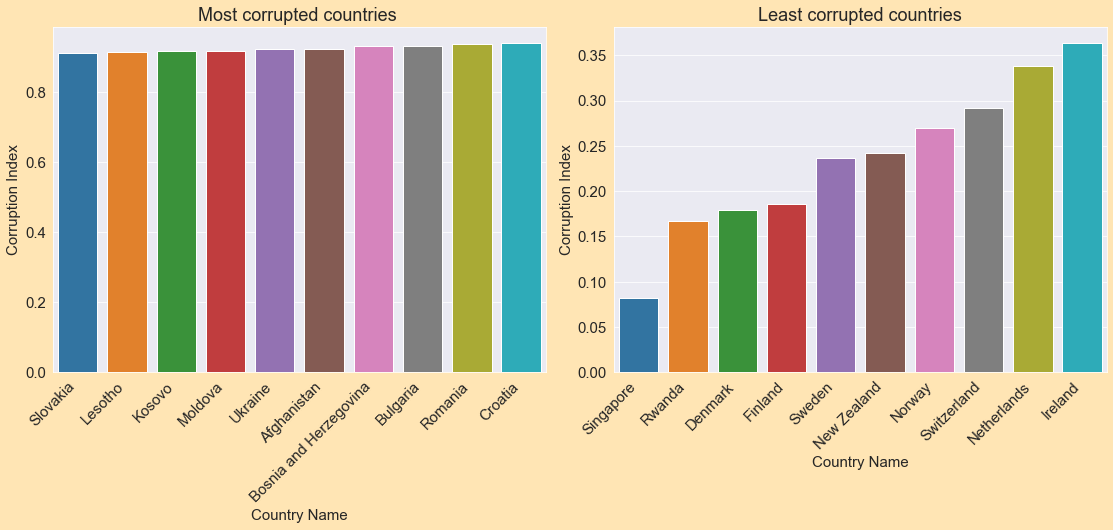 Most corrupted countries
Corruption Index
0.8
0.6
0.4
0.2
0.0
Slovakia
Lesotho
Kosovo
Moldova
Ukraine
Afghanistan
Bosnia and Herzegovina
Bulgaria
Romania
Croatia
Country Name
Least corrupted countries
Corruption Index
0.35
0.30
0.25
0.20
0.15
0.10
0.05
0.00
Singapore
Rwanda
Denmark
Finland
Sweden
New Zealand
Norway
Switzerland
Netherlands
Ireland
Country Name